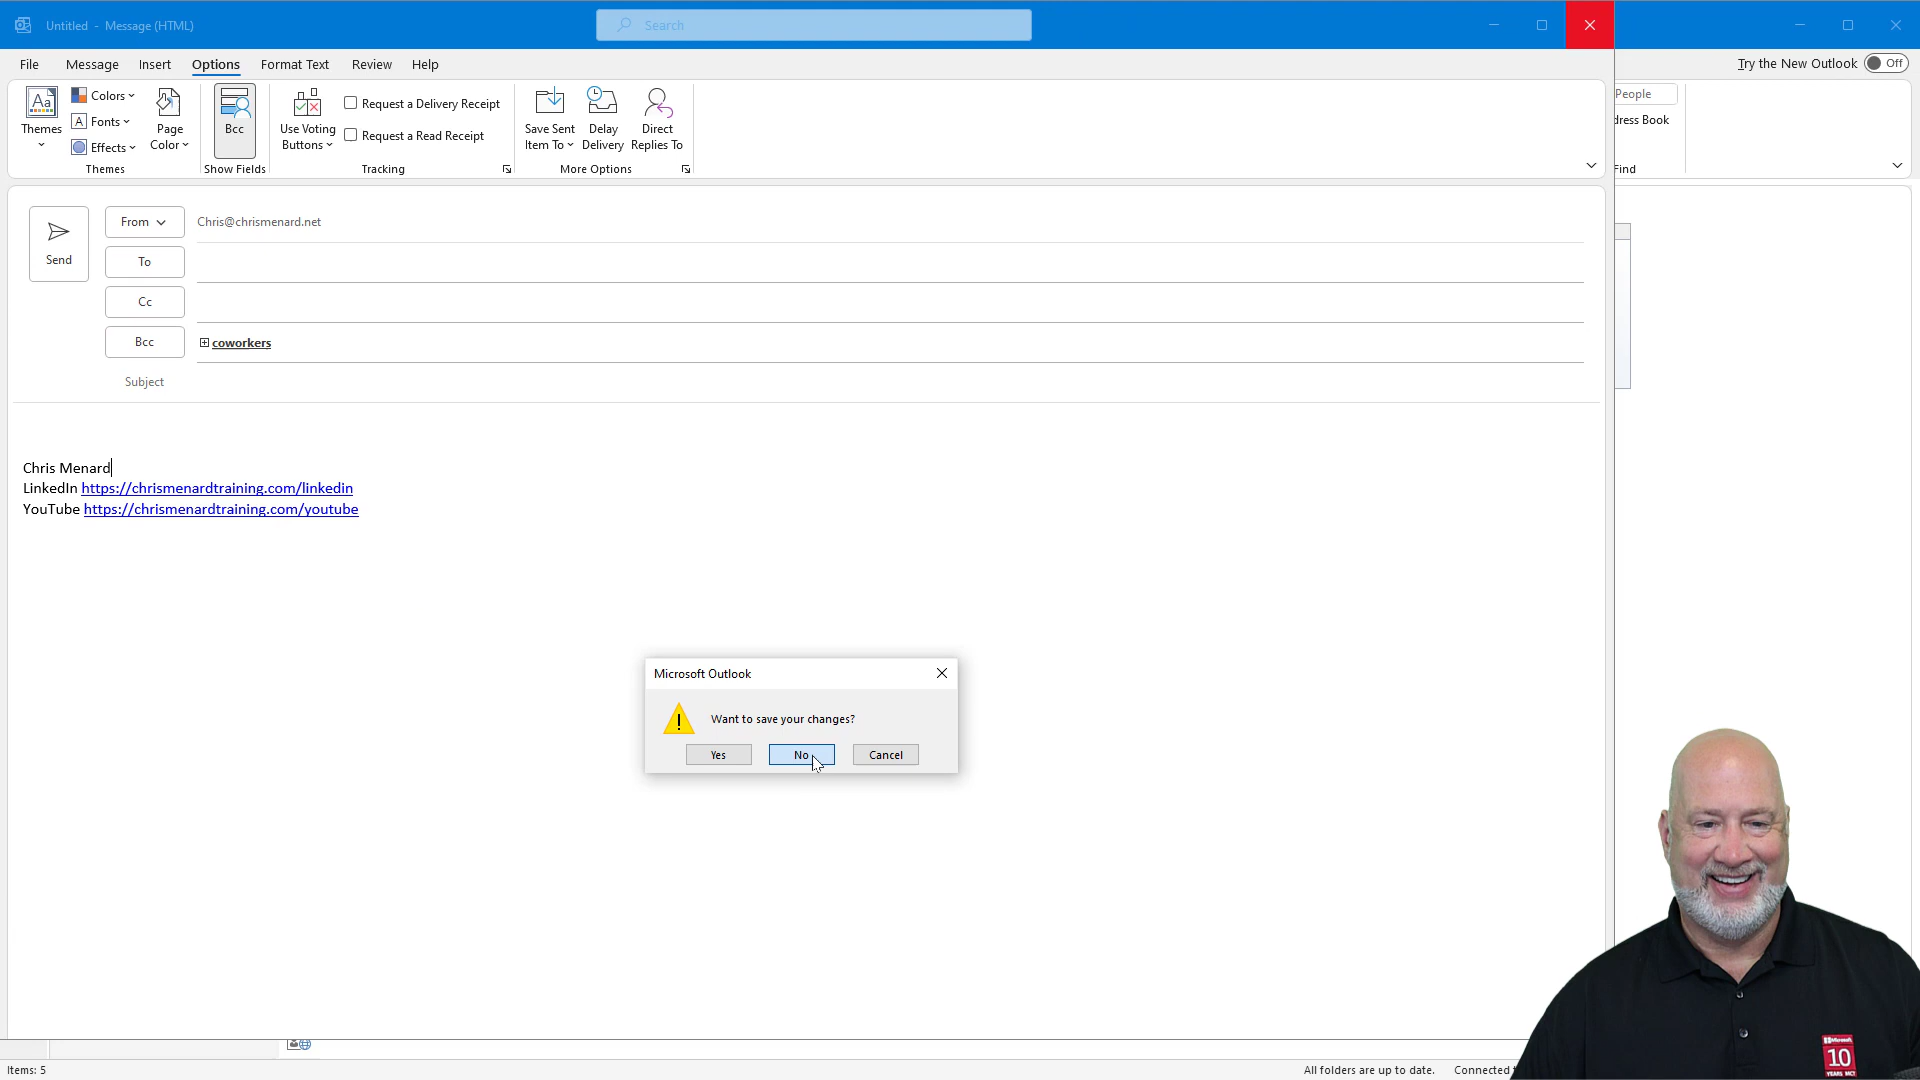 Untitled - Message (HTML)
Search
File Message Insert Options Format Text Review Help
Try the New Outlook Off
Themes
Colors
Fonts
Effects
Page
Color
Themes
Bcc
Show Fields
Use Voting
Buttons
Request a Delivery Receipt
Request a Read Receipt
Tracking
Save Sent
Item To
Delay
Delivery
Direct
Replies To
More Options
People
dress Book
Find
Send
From
Chris@chrismenard.net
To
Cc
Bcc
coworkers
Subject
Chris Menard
LinkedIn https://chrismenardtraining.com/linkedin
YouTube https://chrismenardtraining.com/youtube
Microsoft Outlook
Want to save your changes?
Yes No Cancel
Microsoft
10
YEARS MCT
Items: 5
All folders are up to date. Connected